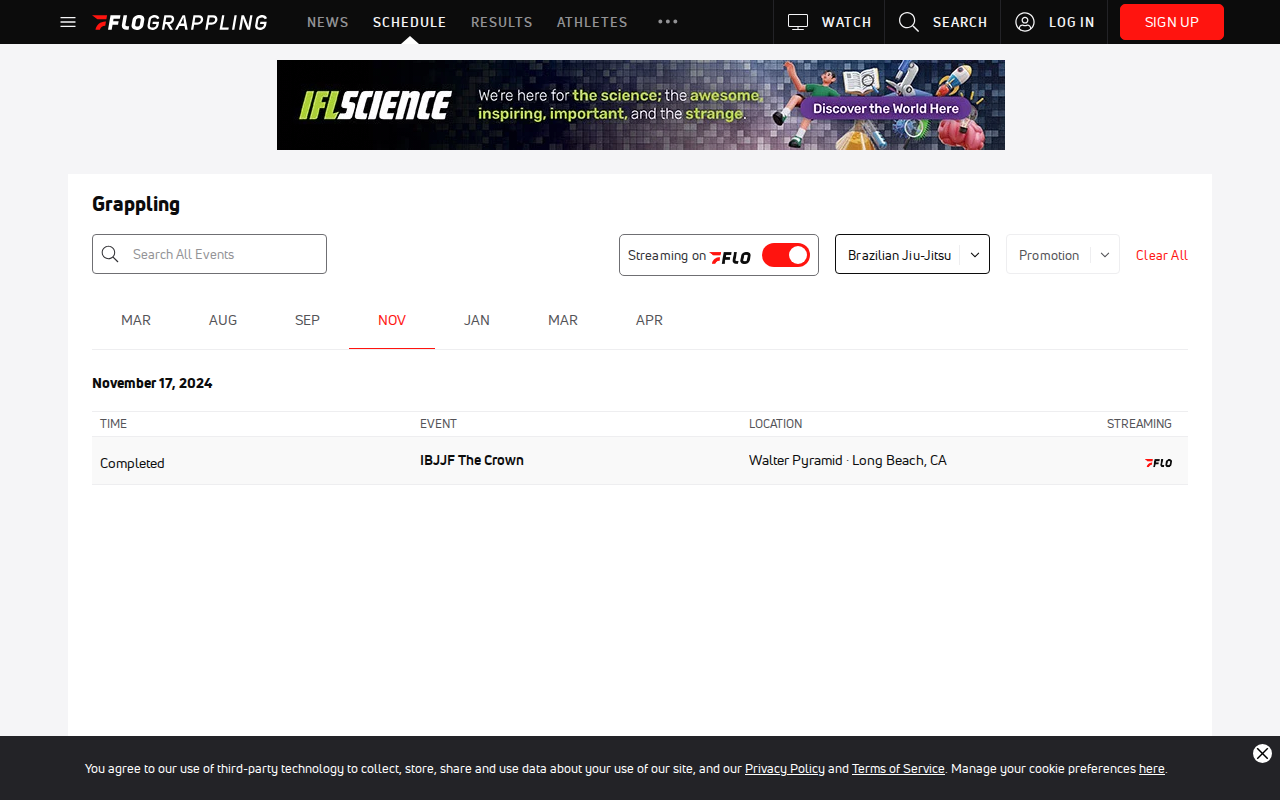 FLOGRAPPLING NEWS SCHEDULE RESULTS ATHLETES WATCH SEARCH LOG IN SIGN UP
IFLSCIENCE We're here for the science; the awesome inspiring, important, and the strange. Discover the World Here
Grappling
Search All Events Streaming on FLO Brazilian Jiu-Jitsu Promotion Clear All
MAR AUG SEP NOV JAN MAR APR
November 17, 2024
TIME EVENT LOCATION STREAMING
Completed IBJJF The Crown Walter Pyramid · Long Beach, CA FLO
You agree to our use of third-party technology to collect, store, share and use data about your use of our site, and our Privacy Policy and Terms of Service. Manage your cookie preferences here.